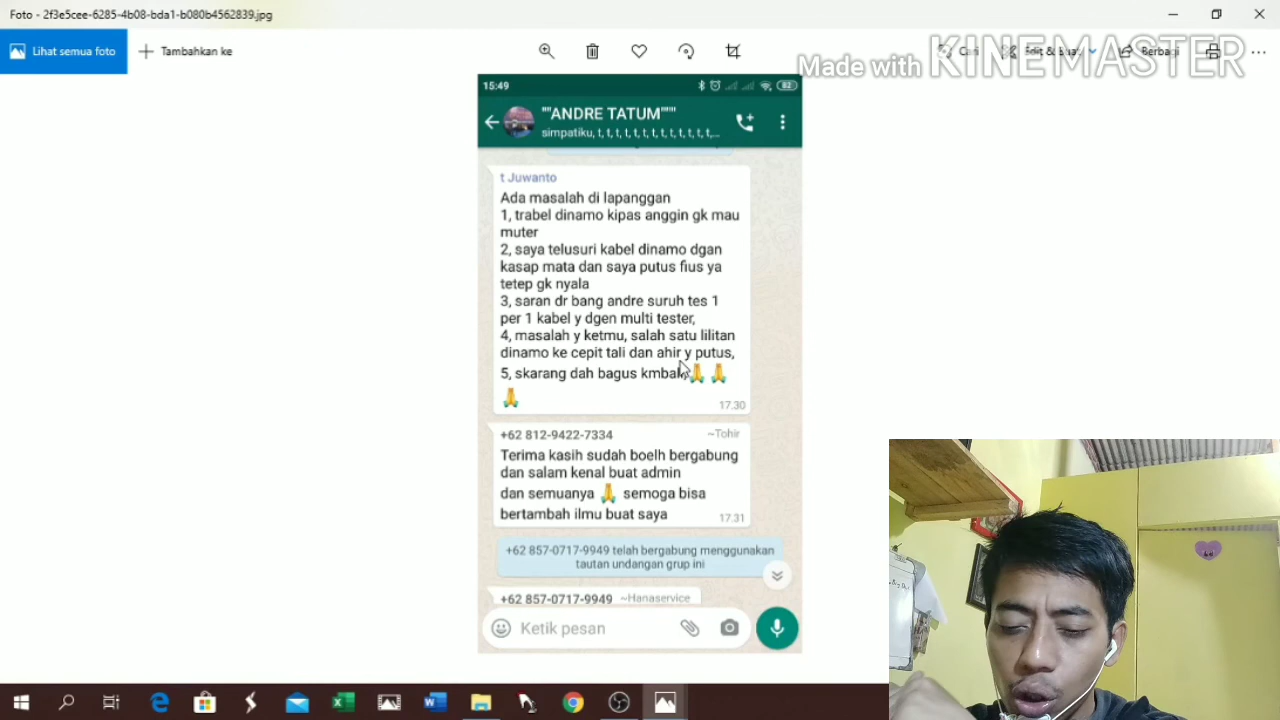 Foto - 2f3e5cee-6285-4b08-bda1-b080b4562839.jpg
Lihat semua foto
Tambahkan ke
Edit & Buat
Berbagi
Made with KINEMASTER
15:49
82
""ANDRE TATUM"""
simpatiku, t, t, t, t, t, t, t, t, t, t, t, t, t,...
t Juwanto
Ada masalah di lapanggan
1, trabel dinamo kipas anggin gk mau
muter
2, saya telusuri kabel dinamo dgan
kasap mata dan saya putus fius ya
tetep gk nyala
3, saran dr bang andre suruh tes 1
per 1 kabel y dgen multi tester,
4, masalah y ketmu, salah satu lilitan
dinamo ke cepit tali dan ahir y putus,
5, skarang dah bagus kmbali🙏🙏
🙏
17.30
+62 812-9422-7334 ~Tohir
Terima kasih sudah boelh bergabung
dan salam kenal buat admin
dan semuanya 🙏 semoga bisa
bertambah ilmu buat saya
17.31
+62 857-0717-9949 telah bergabung menggunakan
tautan undangan grup ini
+62 857-0717-9949 ~Hanaservice
Ketik pesan